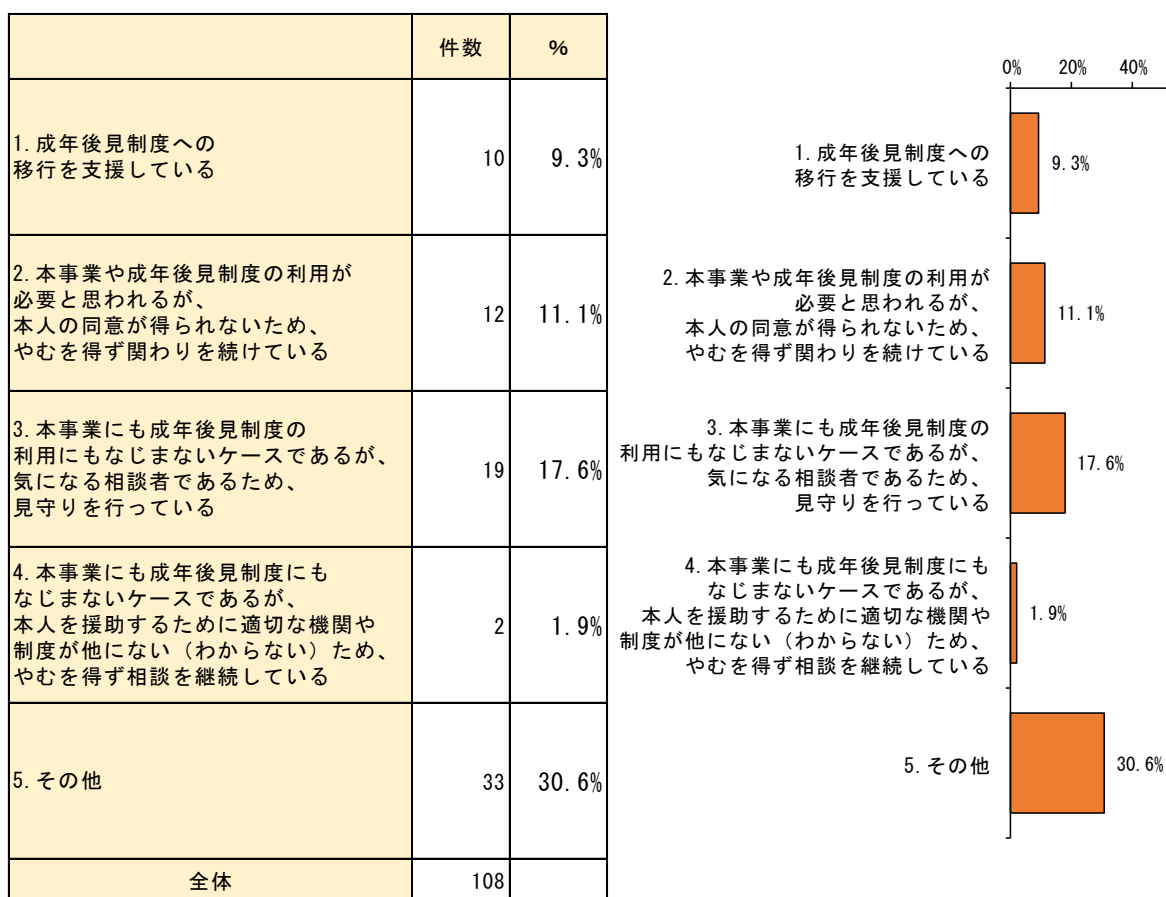 件数 %
1. 成年後見制度への
移行を支援している
10 9.3%
2. 本事業や成年後見制度の利用が
必要と思われるが、
本人の同意が得られないため、
やむを得ず関わりを続けている
12 11.1%
3. 本事業にも成年後見制度の
利用にもなじまないケースであるが、
気になる相談者であるため、
見守りを行っている
19 17.6%
4. 本事業にも成年後見制度にも
なじまないケースであるが、
本人を援助するために適切な機関や
制度が他にない（わからない）ため、
やむを得ず相談を継続している
2 1.9%
5. その他 33 30.6%
全体 108
0% 20% 40%
1. 成年後見制度への
移行を支援している
9.3%
2. 本事業や成年後見制度の利用が
必要と思われるが、
本人の同意が得られないため、
やむを得ず関わりを続けている
11.1%
3. 本事業にも成年後見制度の
利用にもなじまないケースであるが、
気になる相談者であるため、
見守りを行っている
17.6%
4. 本事業にも成年後見制度にも
なじまないケースであるが、
本人を援助するために適切な機関や
制度が他にない（わからない）ため、
やむを得ず相談を継続している
1.9%
5. その他 30.6%